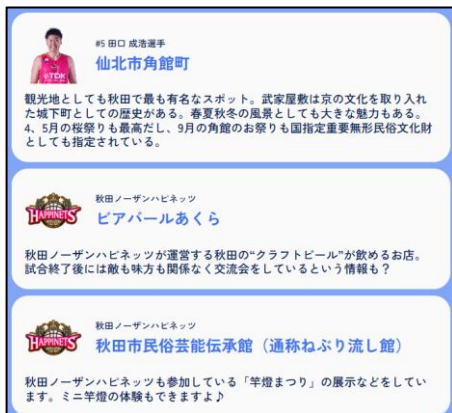 #5 田口 成浩選手
仙北市角館町
観光地としても秋田で最も有名なスポット。武家屋敷は京の文化を取り入れ
た城下町としての歴史がある。春夏秋冬の風景としても大きな魅力もある。
4、5月の桜祭りも最高だし、9月の角館のお祭りも国指定重要無形民俗文化財
としても指定されている。
秋田ノーザンハピネッツ
ビアバールあくら
秋田ノーザンハピネッツが運営する秋田の“クラフトビール”が飲めるお店。
試合終了後には敵も味方も関係なく交流会をしているという情報も？
秋田ノーザンハピネッツ
秋田市民俗芸能伝承館（通称ねぶり流し館）
秋田ノーザンハピネッツも参加している「竿燈まつり」の展示などをしてい
ます。ミニ竿燈の体験もできますよ♪
TDK
HAPPINETS
HAPPINETS